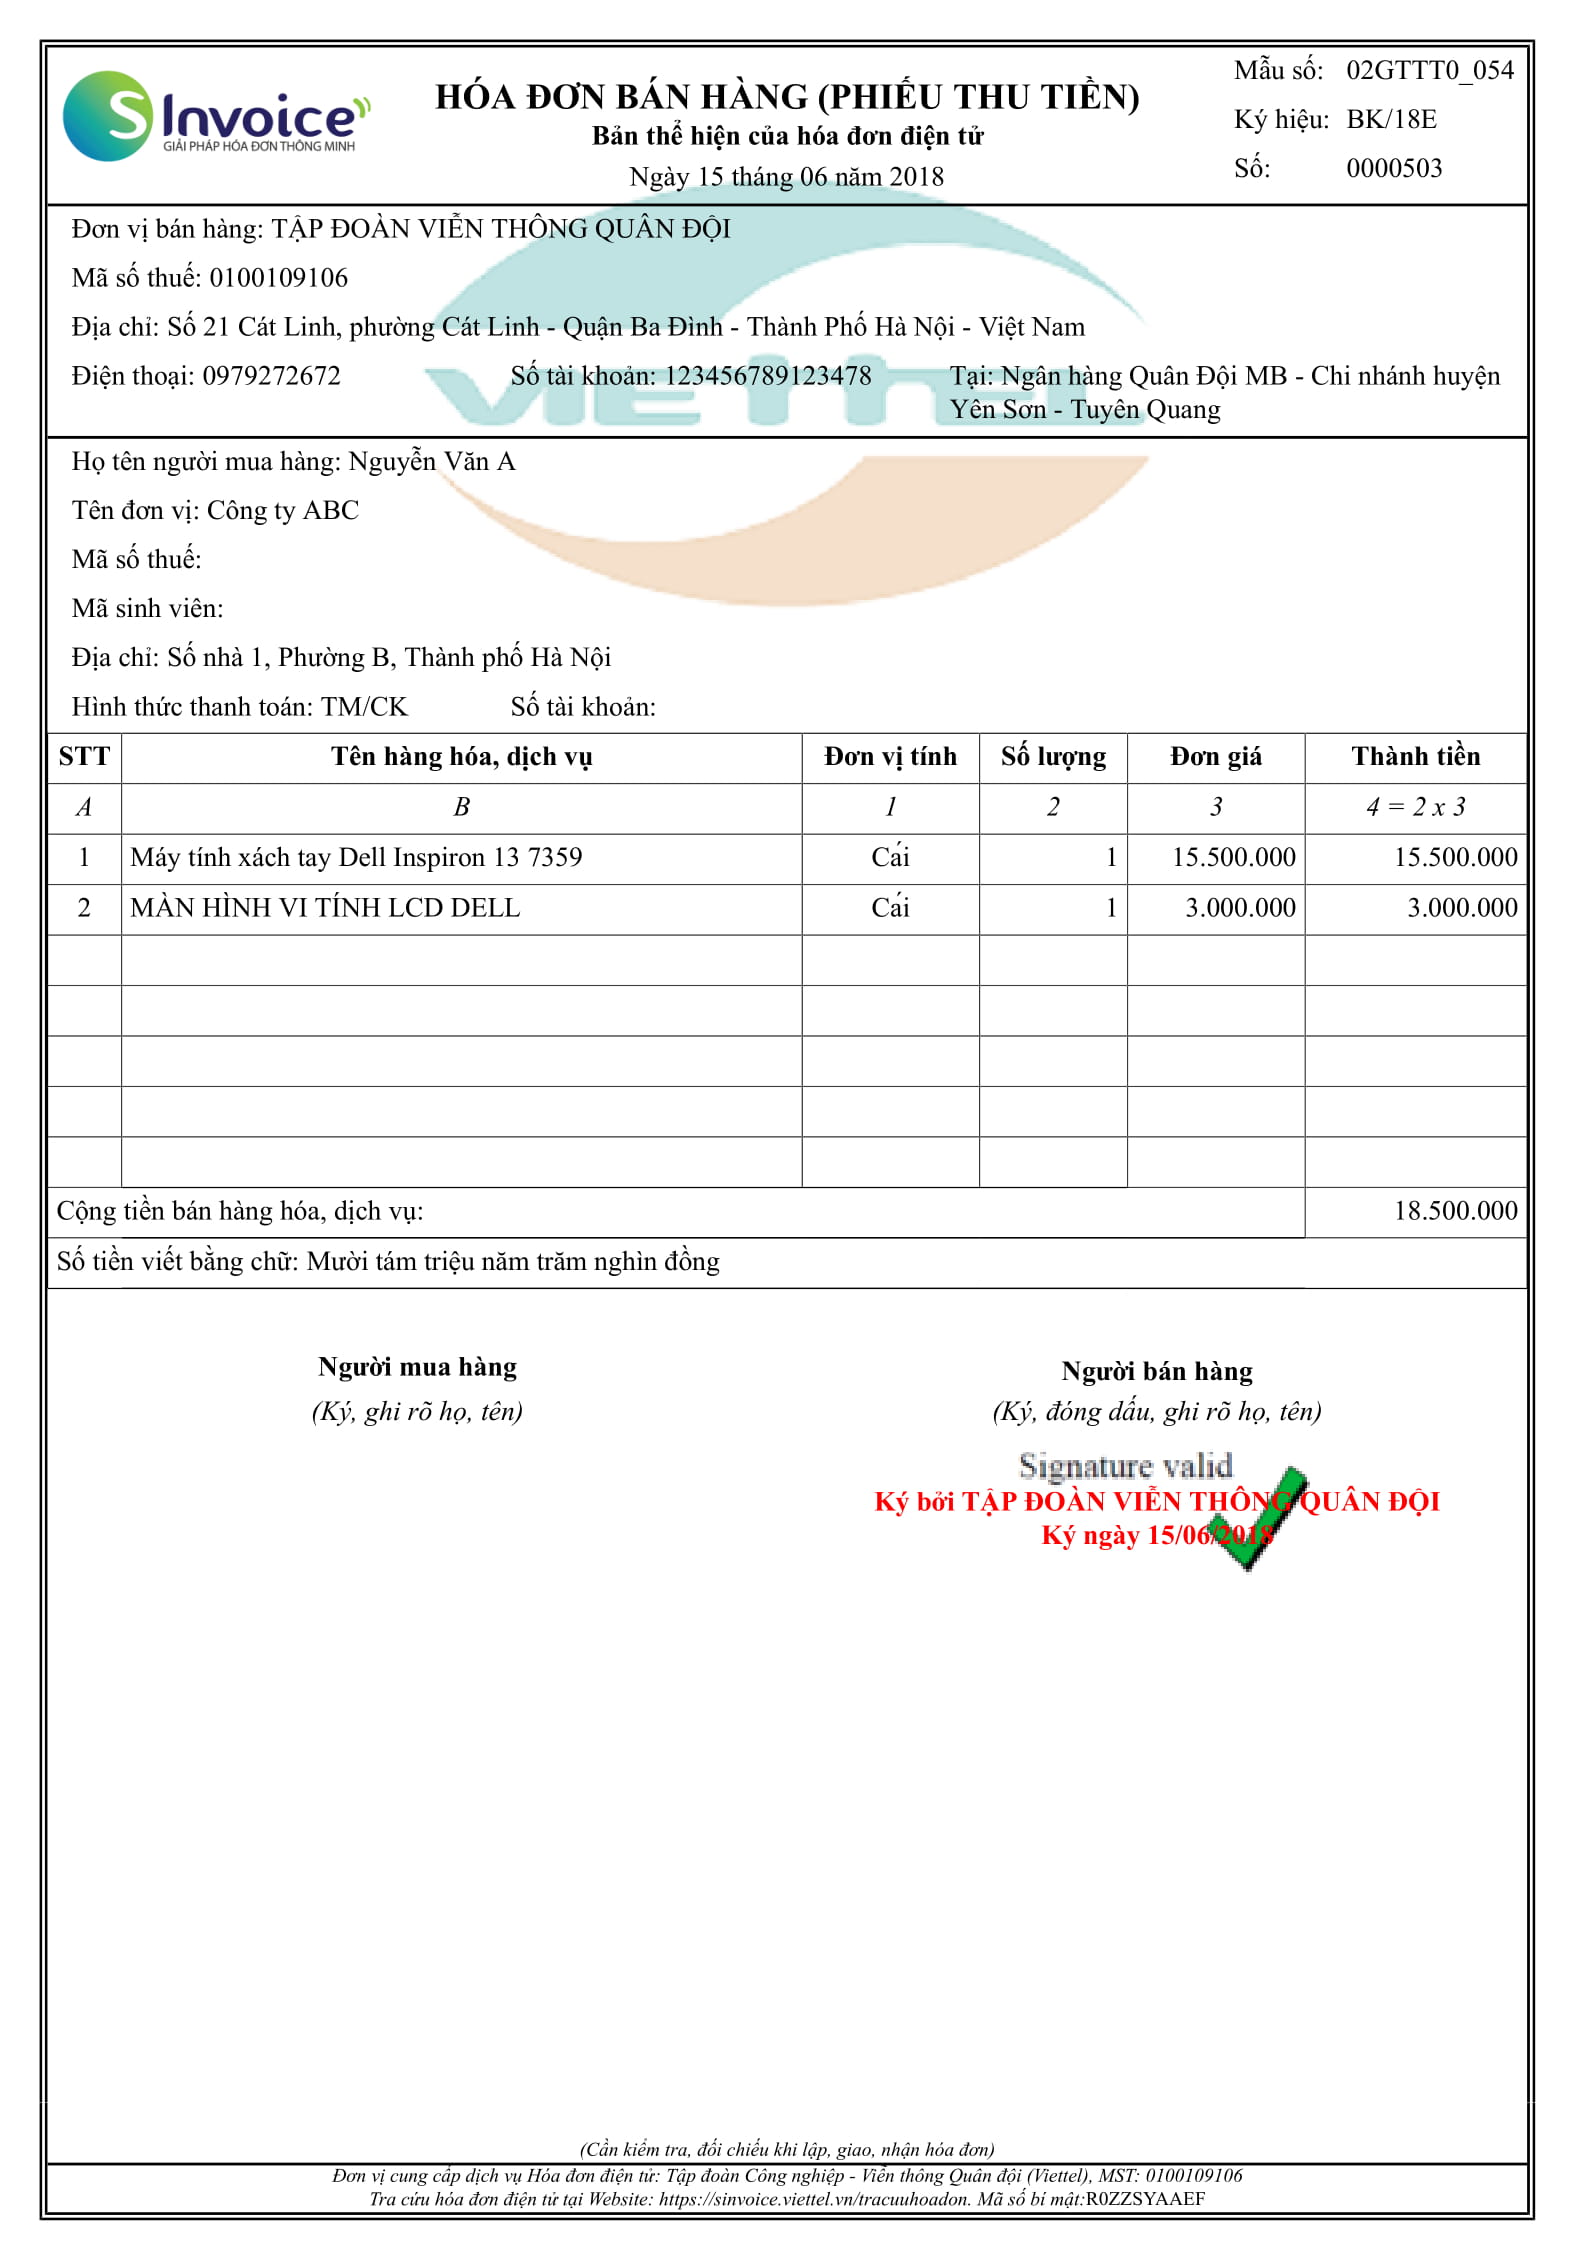 S Invoice
GIẢI PHÁP HÓA ĐƠN THÔNG MINH
HÓA ĐƠN BÁN HÀNG (PHIẾU THU TIỀN)
Bản thể hiện của hóa đơn điện tử
Ngày 15 tháng 06 năm 2018
Mẫu số: 02GTTT0_054
Ký hiệu: BK/18E
Số: 0000503
Đơn vị bán hàng: TẬP ĐOÀN VIỄN THÔNG QUÂN ĐỘI
Mã số thuế: 0100109106
Địa chỉ: Số 21 Cát Linh, phường Cát Linh - Quận Ba Đình - Thành Phố Hà Nội - Việt Nam
Điện thoại: 0979272672 Số tài khoản: 123456789123478 Tại: Ngân hàng Quân Đội MB - Chi nhánh huyện
Yên Sơn - Tuyên Quang
VIETTEL
Họ tên người mua hàng: Nguyễn Văn A
Tên đơn vị: Công ty ABC
Mã số thuế:
Mã sinh viên:
Địa chỉ: Số nhà 1, Phường B, Thành phố Hà Nội
Hình thức thanh toán: TM/CK Số tài khoản:
STT Tên hàng hóa, dịch vụ Đơn vị tính Số lượng Đơn giá Thành tiền
A B 1 2 3 4 = 2 x 3
1 Máy tính xách tay Dell Inspiron 13 7359 Cái 1 15.500.000 15.500.000
2 MÀN HÌNH VI TÍNH LCD DELL Cái 1 3.000.000 3.000.000
Cộng tiền bán hàng hóa, dịch vụ: 18.500.000
Số tiền viết bằng chữ: Mười tám triệu năm trăm nghìn đồng
Người mua hàng
(Ký, ghi rõ họ, tên)
Người bán hàng
(Ký, đóng dấu, ghi rõ họ, tên)
Signature valid
Ký bởi TẬP ĐOÀN VIỄN THÔNG QUÂN ĐỘI
Ký ngày 15/06/2018
(Cần kiểm tra, đối chiếu khi lập, giao, nhận hóa đơn)
Đơn vị cung cấp dịch vụ Hóa đơn điện tử: Tập đoàn Công nghiệp - Viễn thông Quân đội (Viettel), MST: 0100109106
Tra cứu hóa đơn điện tử tại Website: https://sinvoice.viettel.vn/tracuuhoadon. Mã số bí mật:R0ZZSYAAEF